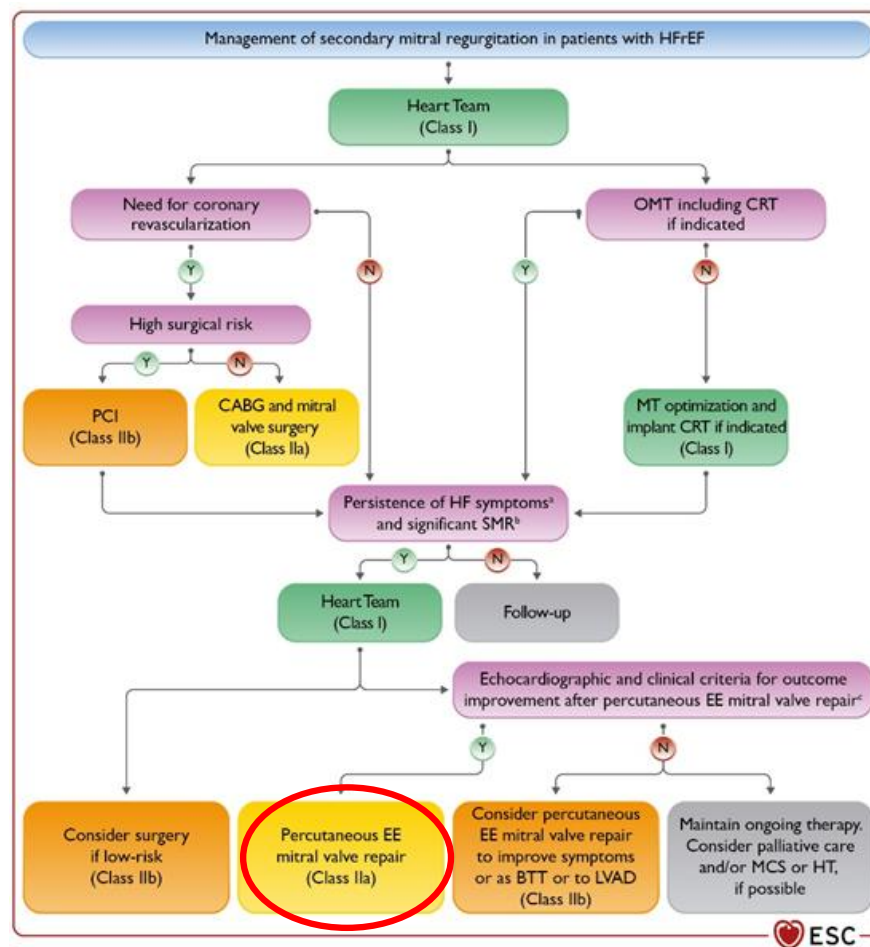 Management of secondary mitral regurgitation in patients with HFrEF
Heart Team
(Class I)
Need for coronary
revascularization
OMT including CRT
if indicated
Y
N
Y
N
High surgical risk
Y
N
PCI
(Class IIb)
CABG and mitral
valve surgery
(Class IIa)
MT optimization and
implant CRT if indicated
(Class I)
Persistence of HF symptomsᵃ
and significant SMRᵇ
Y
N
Heart Team
(Class I)
Follow-up
Echocardiographic and clinical criteria for outcome
improvement after percutaneous EE mitral valve repairᶜ
Y
N
Consider surgery
if low-risk
(Class IIb)
Percutaneous EE
mitral valve repair
(Class IIa)
Consider percutaneous
EE mitral valve repair
to improve symptoms
or as BTT or to LVAD
(Class IIb)
Maintain ongoing therapy.
Consider palliative care
and/or MCS or HT,
if possible
ESC